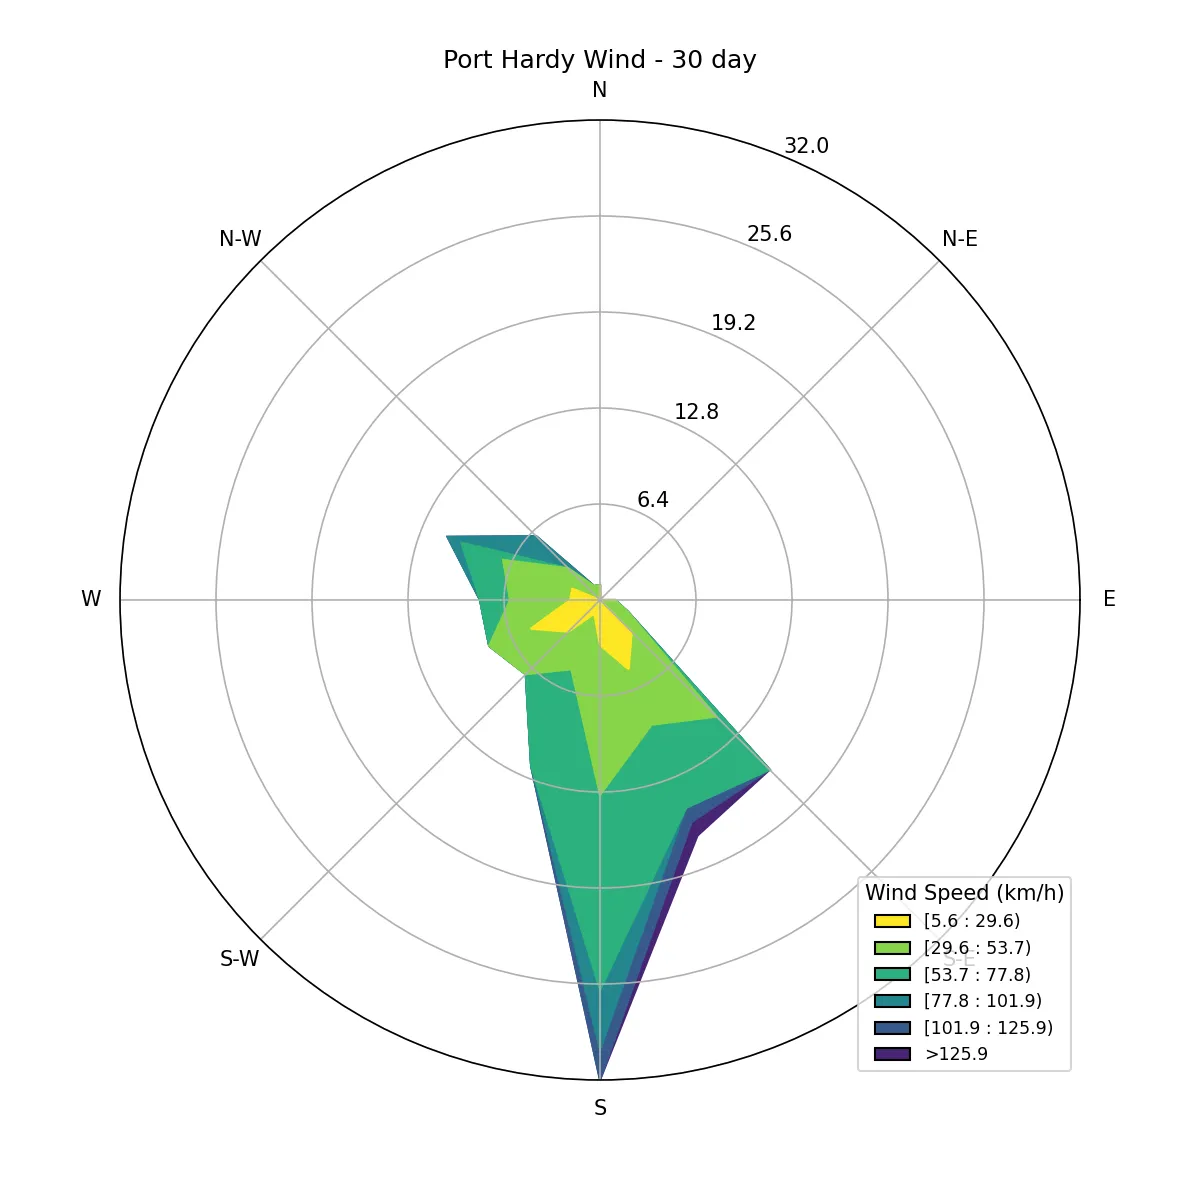 Port Hardy Wind - 30 day
N
32.0
N-W
N-E
25.6
19.2
12.8
6.4
W
E
S-W
S-E
S
Wind Speed (km/h)
[5.6 : 29.6)
[29.6 : 53.7)
[53.7 : 77.8)
[77.8 : 101.9)
[101.9 : 125.9)
>125.9